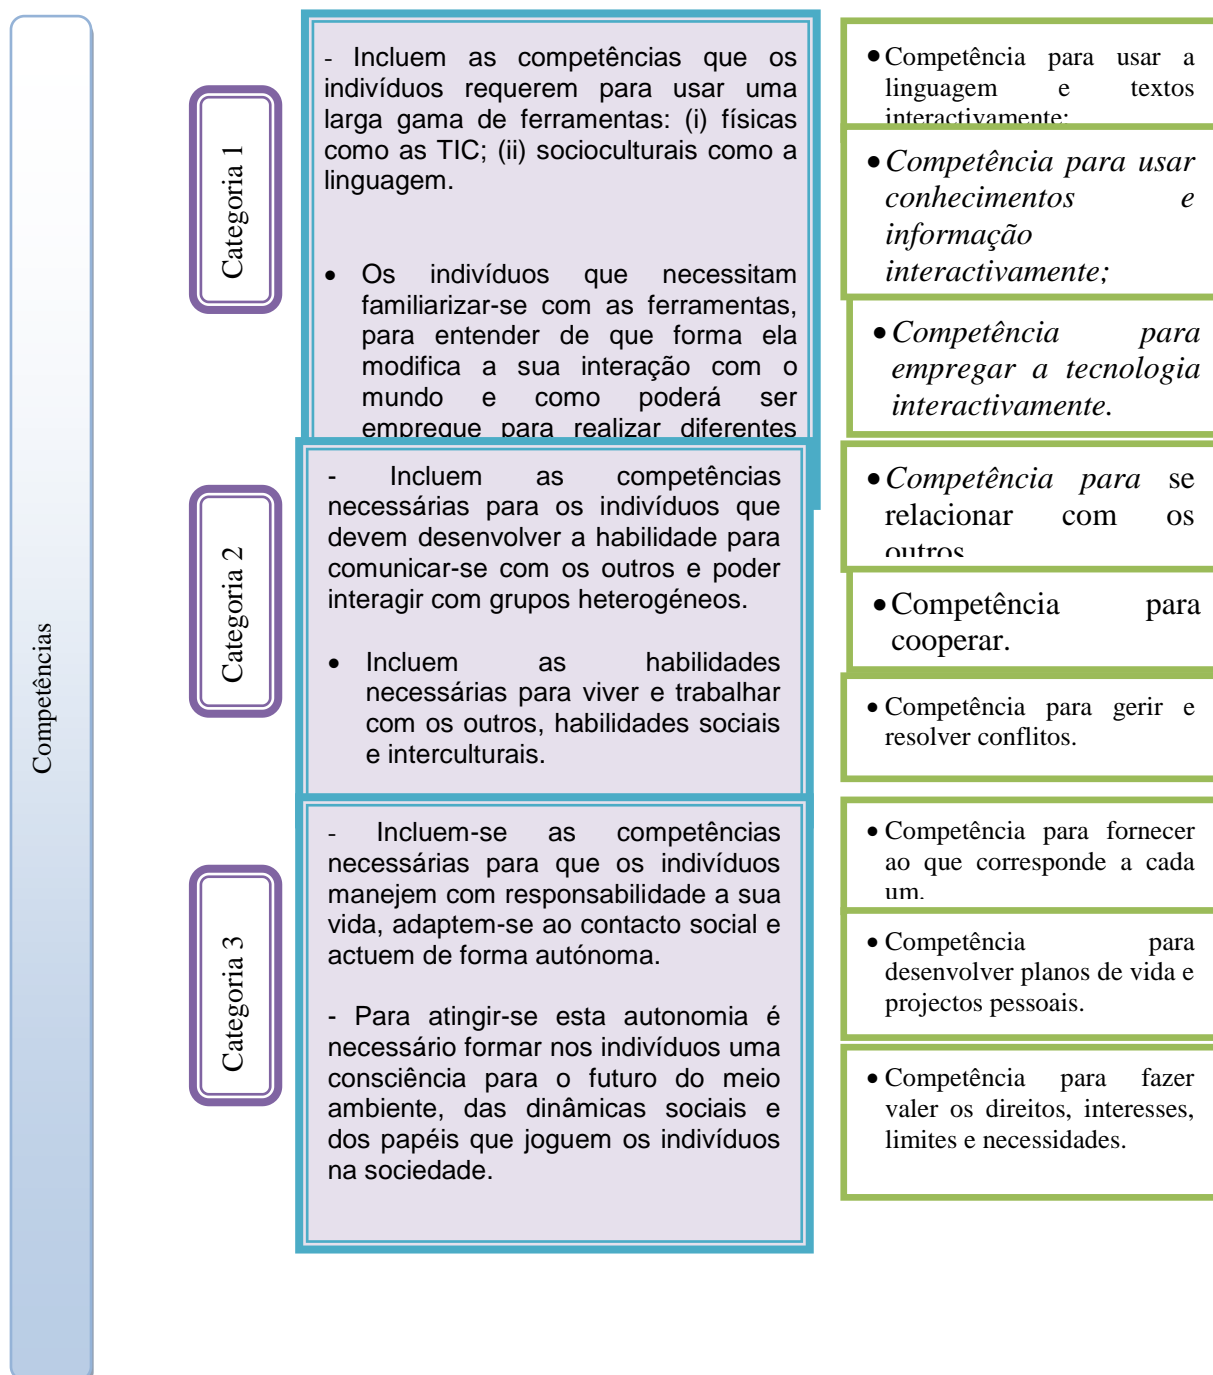 Competências
Categoria 1
- Incluem as competências que os
indivíduos requerem para usar uma
larga gama de ferramentas: (i) físicas
como as TIC; (ii) socioculturais como a
linguagem.
• Os indivíduos que necessitam
familiarizar-se com as ferramentas,
para entender de que forma ela
modifica a sua interação com o
mundo e como poderá ser
empregue para realizar diferentes
• Competência para usar a
linguagem e textos
interactivamente;
• Competência para usar
conhecimentos e
informação
interactivamente;
• Competência para
empregar a tecnologia
interactivamente.
Categoria 2
- Incluem as competências
necessárias para os indivíduos que
devem desenvolver a habilidade para
comunicar-se com os outros e poder
interagir com grupos heterogéneos.
• Incluem as habilidades
necessárias para viver e trabalhar
com os outros, habilidades sociais
e interculturais.
• Competência para se
relacionar com os
outros
• Competência para
cooperar.
• Competência para gerir e
resolver conflitos.
Categoria 3
- Incluem-se as competências
necessárias para que os indivíduos
manejem com responsabilidade a sua
vida, adaptem-se ao contacto social e
actuem de forma autónoma.
- Para atingir-se esta autonomia é
necessário formar nos indivíduos uma
consciência para o futuro do meio
ambiente, das dinâmicas sociais e
dos papéis que joguem os indivíduos
na sociedade.
• Competência para fornecer
ao que corresponde a cada
um.
• Competência para
desenvolver planos de vida e
projectos pessoais.
• Competência para fazer
valer os direitos, interesses,
limites e necessidades.